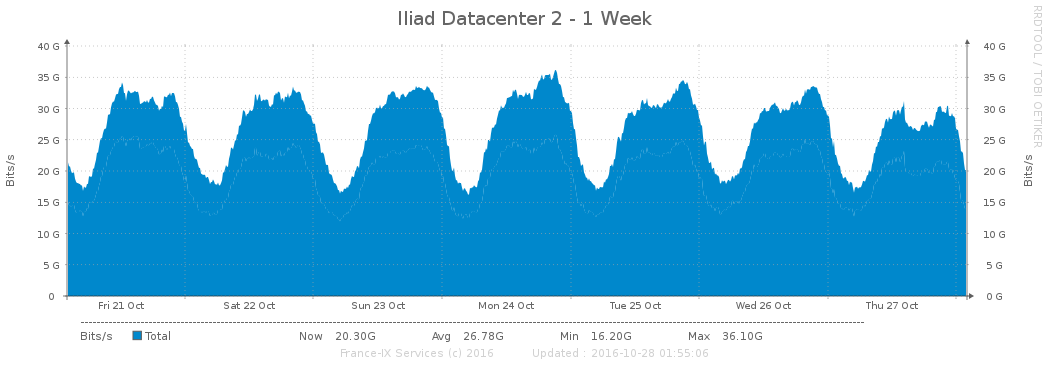 Iliad Datacenter 2 - 1 Week
RRDTOOL / TOBI OETIKER
Bits/s
40 G
35 G
30 G
25 G
20 G
15 G
10 G
5 G
0
40 G
35 G
30 G
25 G
20 G
15 G
10 G
5 G
0 G
Bits/s
Fri 21 Oct Sat 22 Oct Sun 23 Oct Mon 24 Oct Tue 25 Oct Wed 26 Oct Thu 27 Oct
Bits/s Total Now 20.30G Avg 26.78G Min 16.20G Max 36.10G
France-IX Services (c) 2016 Updated : 2016-10-28 01:55:06